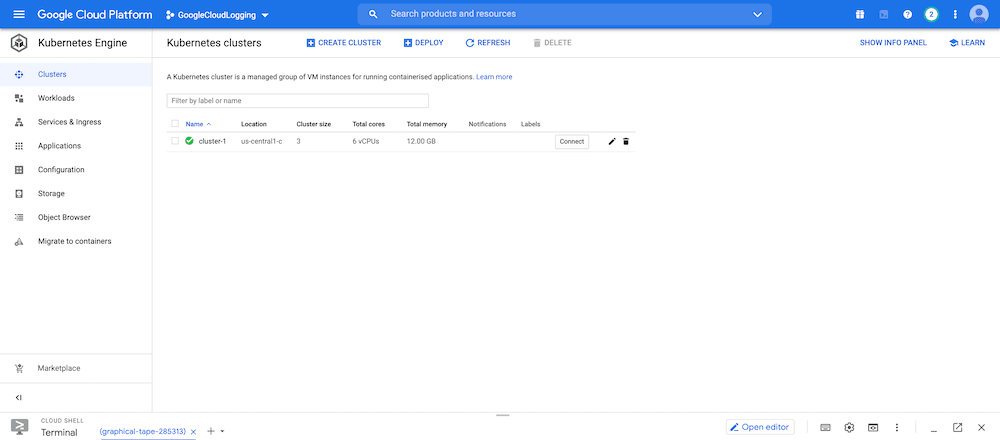 Google Cloud Platform
GoogleCloudLogging
Search products and resources
2
Kubernetes Engine
Kubernetes clusters
CREATE CLUSTER
DEPLOY
REFRESH
DELETE
SHOW INFO PANEL
LEARN
Clusters
Workloads
Services & Ingress
Applications
Configuration
Storage
Object Browser
Migrate to containers
Marketplace
A Kubernetes cluster is a managed group of VM instances for running containerised applications. Learn more
Filter by label or name
Name Location Cluster size Total cores Total memory Notifications Labels
cluster-1 us-central1-c 3 6 vCPUs 12.00 GB Connect
CLOUD SHELL
Terminal
(graphical-tape-285313)
Open editor